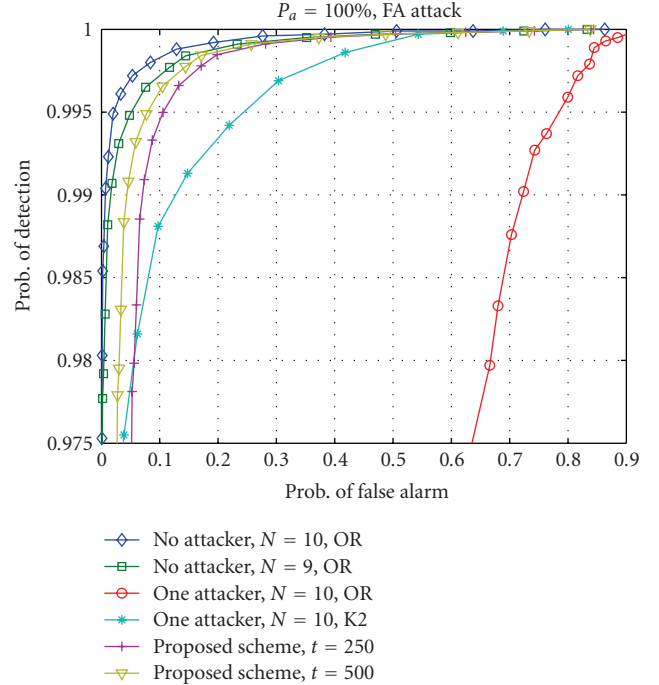 P_a = 100%, FA attack
1
0.995
0.99
0.985
0.98
0.975
Prob. of detection
0 0.1 0.2 0.3 0.4 0.5 0.6 0.7 0.8 0.9
Prob. of false alarm
No attacker, N = 10, OR
No attacker, N = 9, OR
One attacker, N = 10, OR
One attacker, N = 10, K2
Proposed scheme, t = 250
Proposed scheme, t = 500